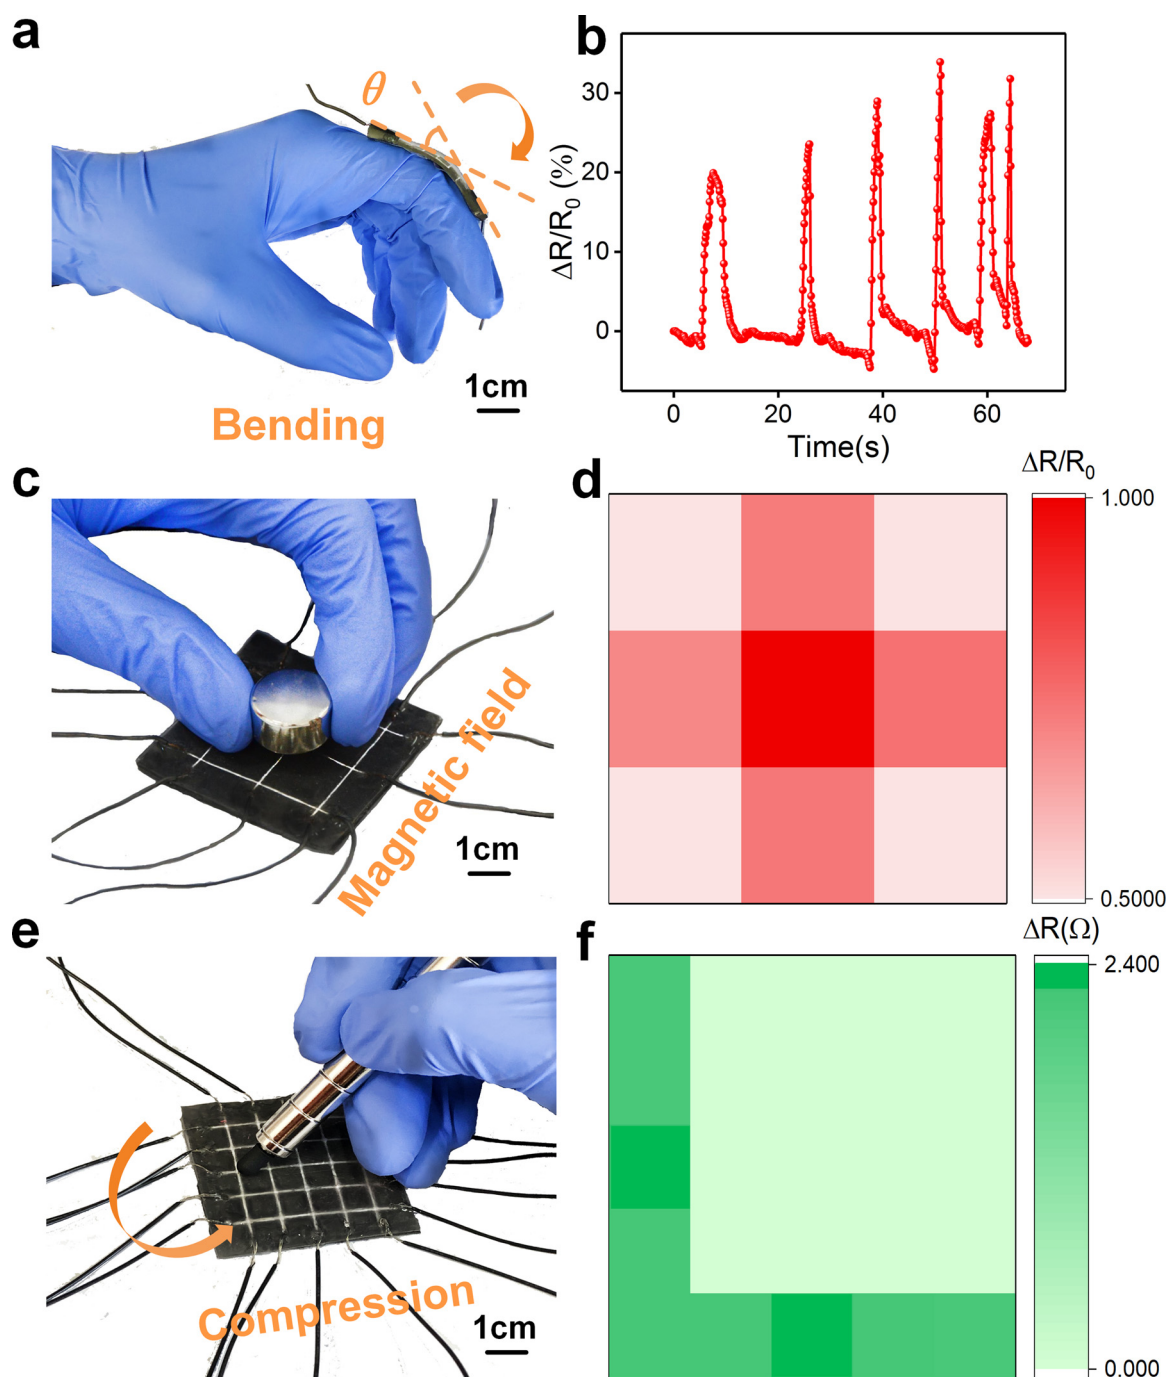 a
θ
1cm
Bending
b
ΔR/R0 (%)
30
20
10
0
0 20 40 60
Time(s)
c
Magnetic field
1cm
d
ΔR/R0
1.000
0.5000
e
Compression
1cm
f
ΔR(Ω)
2.400
0.000